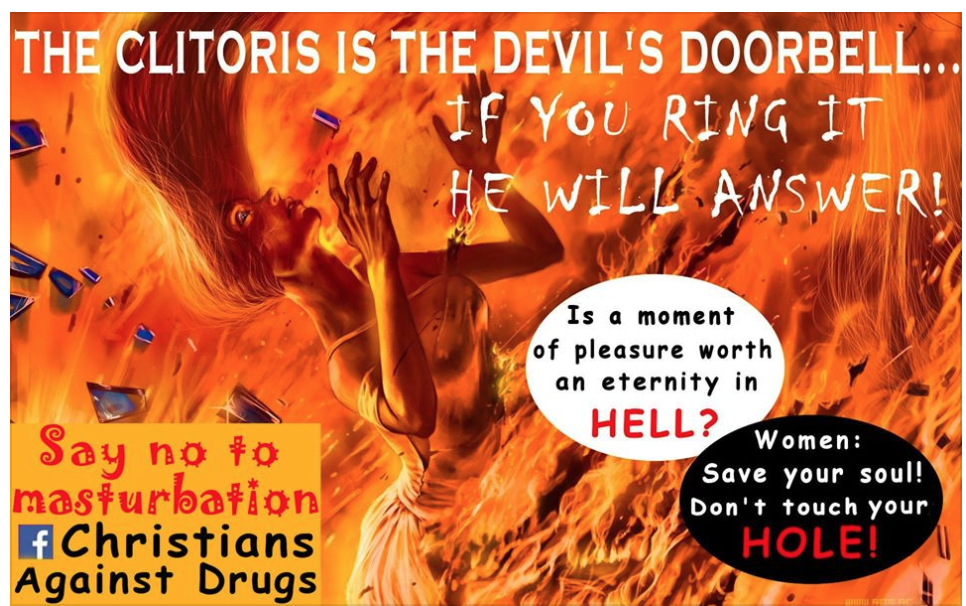 THE CLITORIS IS THE DEVIL'S DOORBELL...
IF YOU RING IT
HE WILL ANSWER!
Is a moment
of pleasure worth
an eternity in
HELL?
Women:
Save your soul!
Don't touch your
HOLE!
Say no to
masturbation
f Christians
Against Drugs